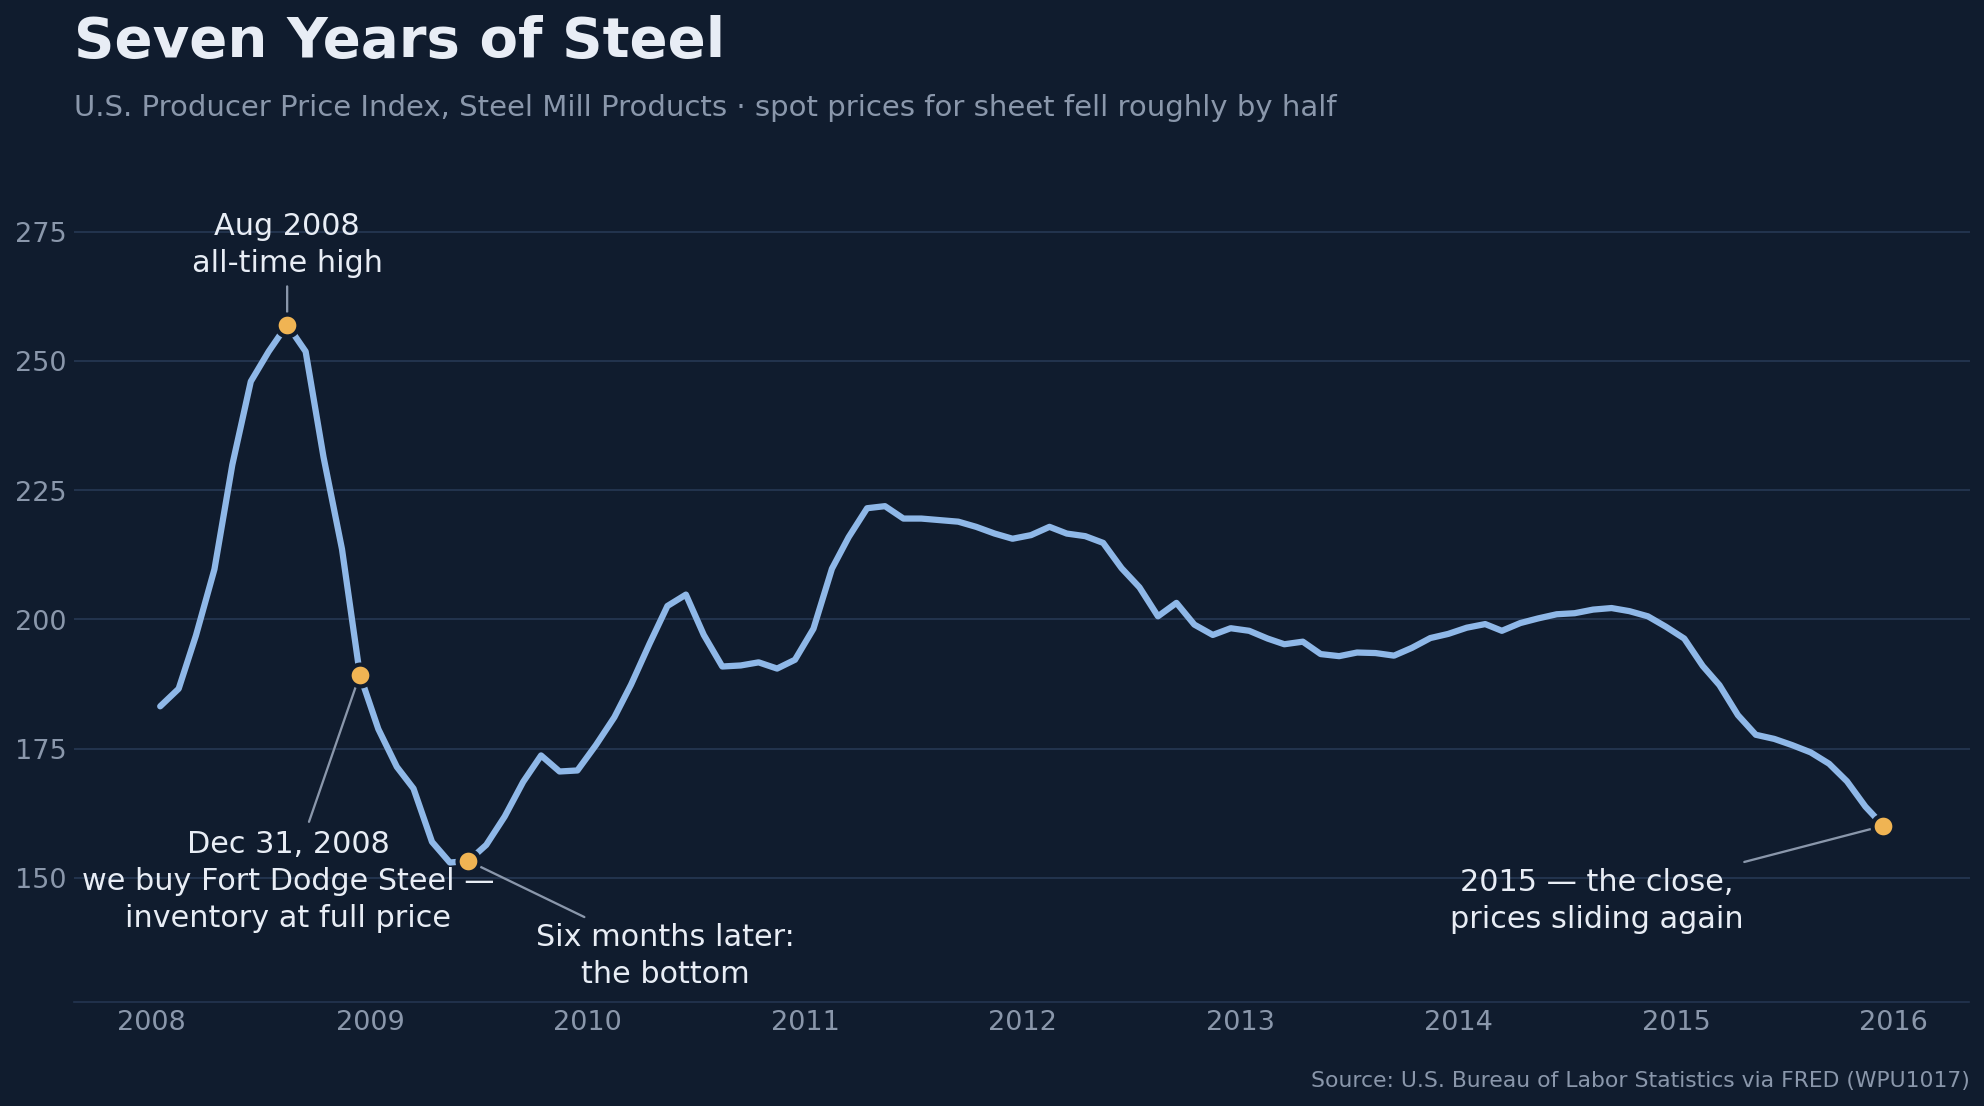 Seven Years of Steel
U.S. Producer Price Index, Steel Mill Products · spot prices for sheet fell roughly by half
275
250
225
200
175
150
Aug 2008
all-time high
Dec 31, 2008
we buy Fort Dodge Steel —
inventory at full price
Six months later:
the bottom
2015 — the close,
prices sliding again
2008
2009
2010
2011
2012
2013
2014
2015
2016
Source: U.S. Bureau of Labor Statistics via FRED (WPU1017)